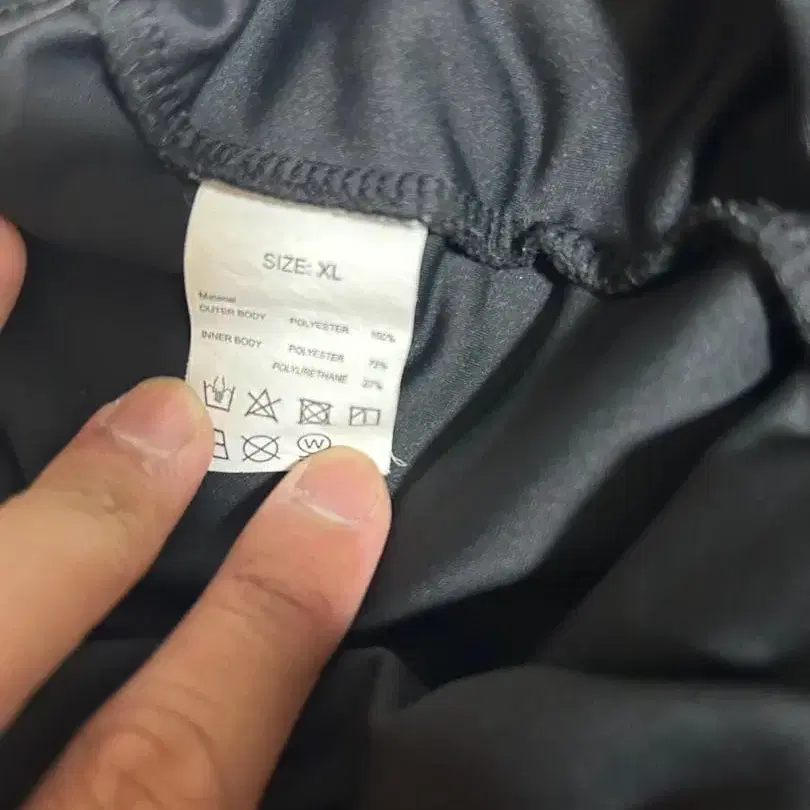 SIZE: XL
Material
OUTER BODY POLYESTER 100%
INNER BODY POLYESTER 73%
POLYURETHANE 27%
W